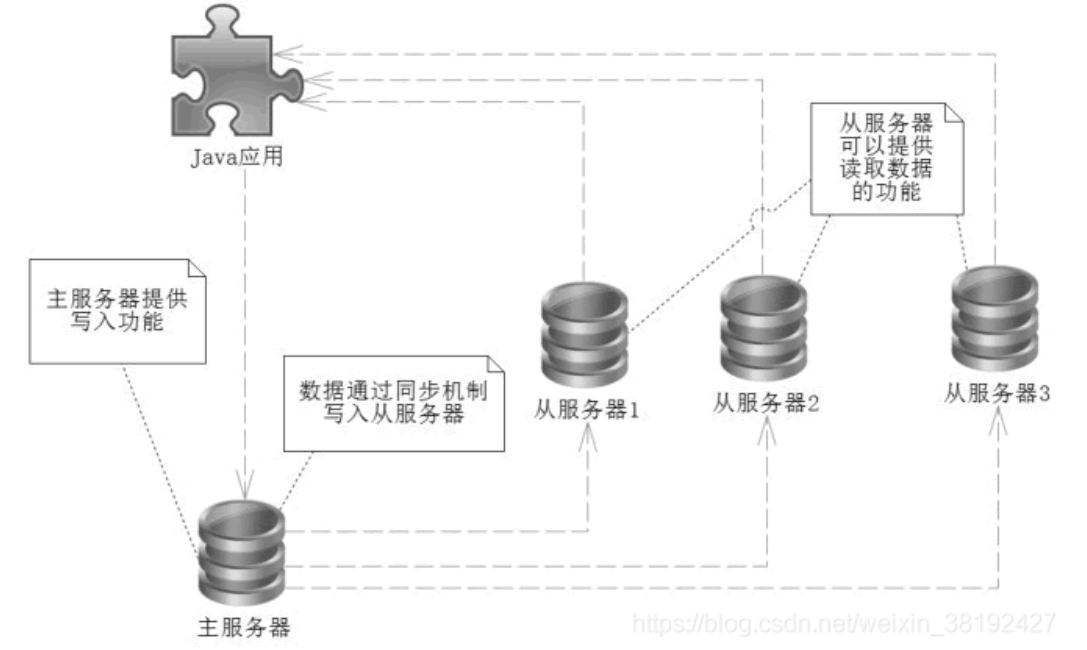 Java应用
从服务器
可以提供
读取数据
的功能
主服务器提供
写入功能
数据通过同步机制
写入从服务器
从服务器1
从服务器2
从服务器3
主服务器
https://blog.csdn.net/weixin_38192427